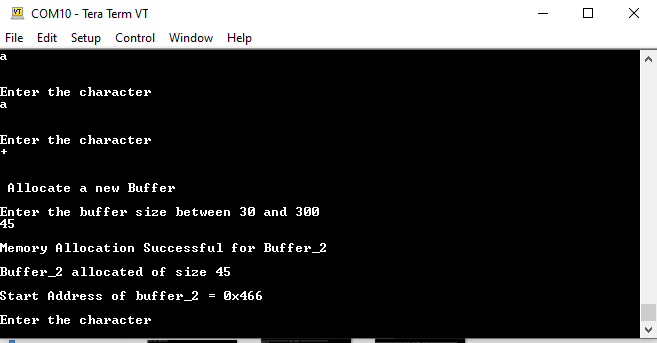 COM10 - Tera Term VT
File Edit Setup Control Window Help
a
Enter the character
a
Enter the character
+
Allocate a new Buffer
Enter the buffer size between 30 and 300
45
Memory Allocation Successful for Buffer_2
Buffer_2 allocated of size 45
Start Address of buffer_2 = 0x466
Enter the character